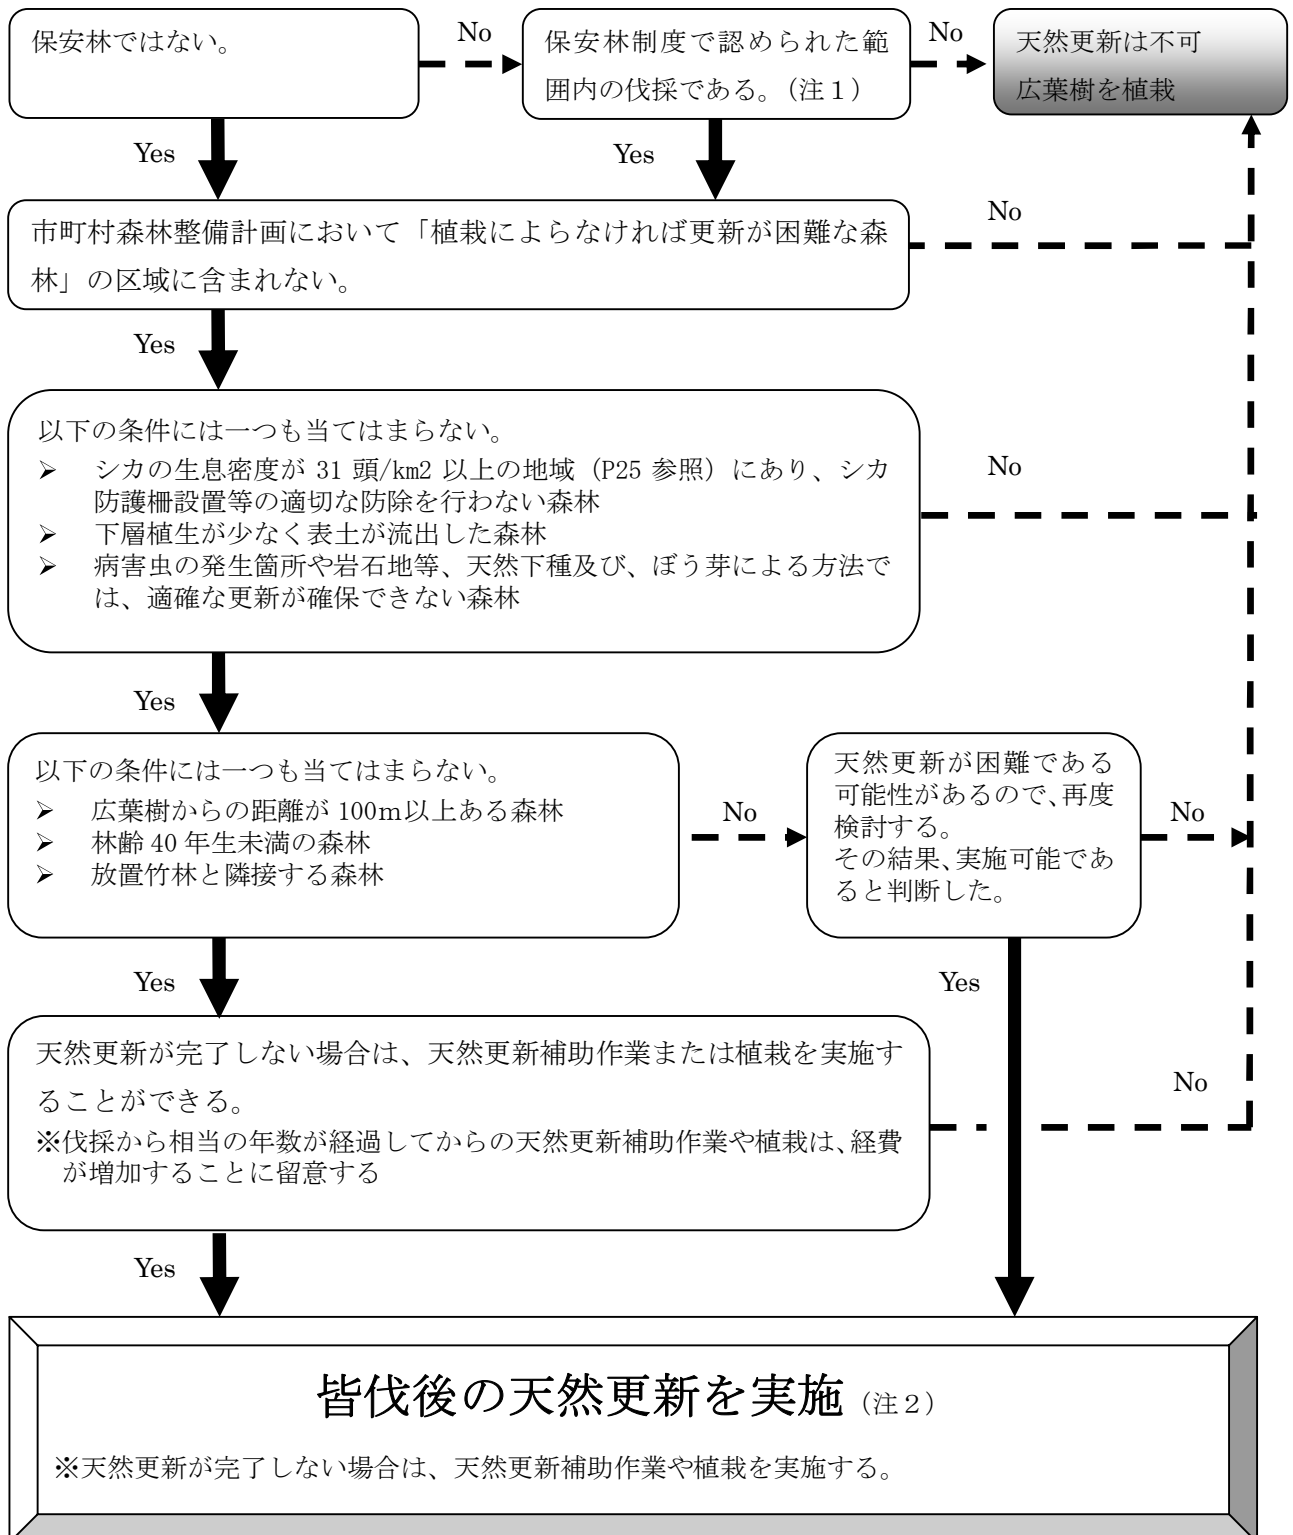 保安林ではない。
No
保安林制度で認められた範
囲内の伐採である。（注１）
No
天然更新は不可
広葉樹を植栽
Yes
Yes
市町村森林整備計画において「植栽によらなければ更新が困難な森
林」の区域に含まれない。
No
Yes
以下の条件には一つも当てはまらない。
➢ シカの生息密度が 31 頭/km2 以上の地域（P25 参照）にあり、シカ
防護柵設置等の適切な防除を行わない森林
➢ 下層植生が少なく表土が流出した森林
➢ 病害虫の発生箇所や岩石地等、天然下種及び、ぼう芽による方法で
は、適確な更新が確保できない森林
No
Yes
以下の条件には一つも当てはまらない。
➢ 広葉樹からの距離が 100ｍ以上ある森林
➢ 林齢 40 年生未満の森林
➢ 放置竹林と隣接する森林
No
天然更新が困難である
可能性があるので、再度
検討する。
その結果、実施可能であ
ると判断した。
No
Yes
Yes
天然更新が完了しない場合は、天然更新補助作業または植栽を実施す
ることができる。
※伐採から相当の年数が経過してからの天然更新補助作業や植栽は、経費
が増加することに留意する
No
Yes
皆伐後の天然更新を実施（注２）
※天然更新が完了しない場合は、天然更新補助作業や植栽を実施する。